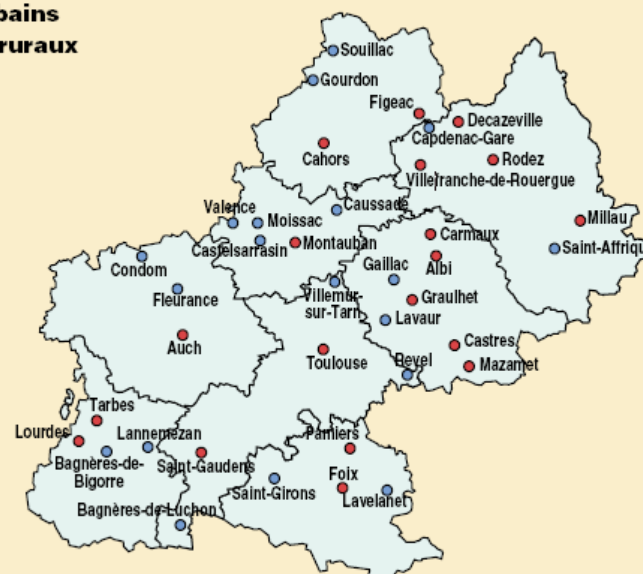 bains
ruraux
Souillac
Gourdon
Figeac
Decazeville
Capdenac-Gare
Cahors
Rodez
Villefranche-de-Rouergue
Valence
Moissac
Caussade
Millau
Castelsarrasin
Montauban
Carmaux
Saint-Affriqu
Condom
Gaillac
Albi
Fleurance
Villemur-
sur-Tarn
Graulhet
Lavaur
Auch
Toulouse
Revel
Castres
Mazamet
Tarbes
Lourdes
Lannemezan
Pamiers
Bagnères-de-
Bigorre
Saint-Gaudens
Foix
Saint-Girons
Lavelanet
Bagnères-de-Luchon